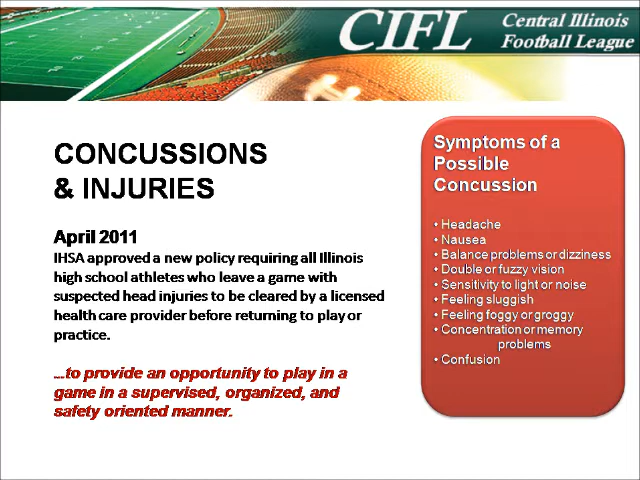 CIFL
Central Illinois
Football League
CONCUSSIONS
& INJURIES
April 2011
IHSA approved a new policy requiring all Illinois
high school athletes who leave a game with
suspected head injuries to be cleared by a licensed
health care provider before returning to play or
practice.
...to provide an opportunity to play in a
game in a supervised, organized, and
safety oriented manner.
Symptoms of a
Possible
Concussion
• Headache
• Nausea
• Balance problems or dizziness
• Double or fuzzy vision
• Sensitivity to light or noise
• Feeling sluggish
• Feeling foggy or groggy
• Concentration or memory
problems
• Confusion